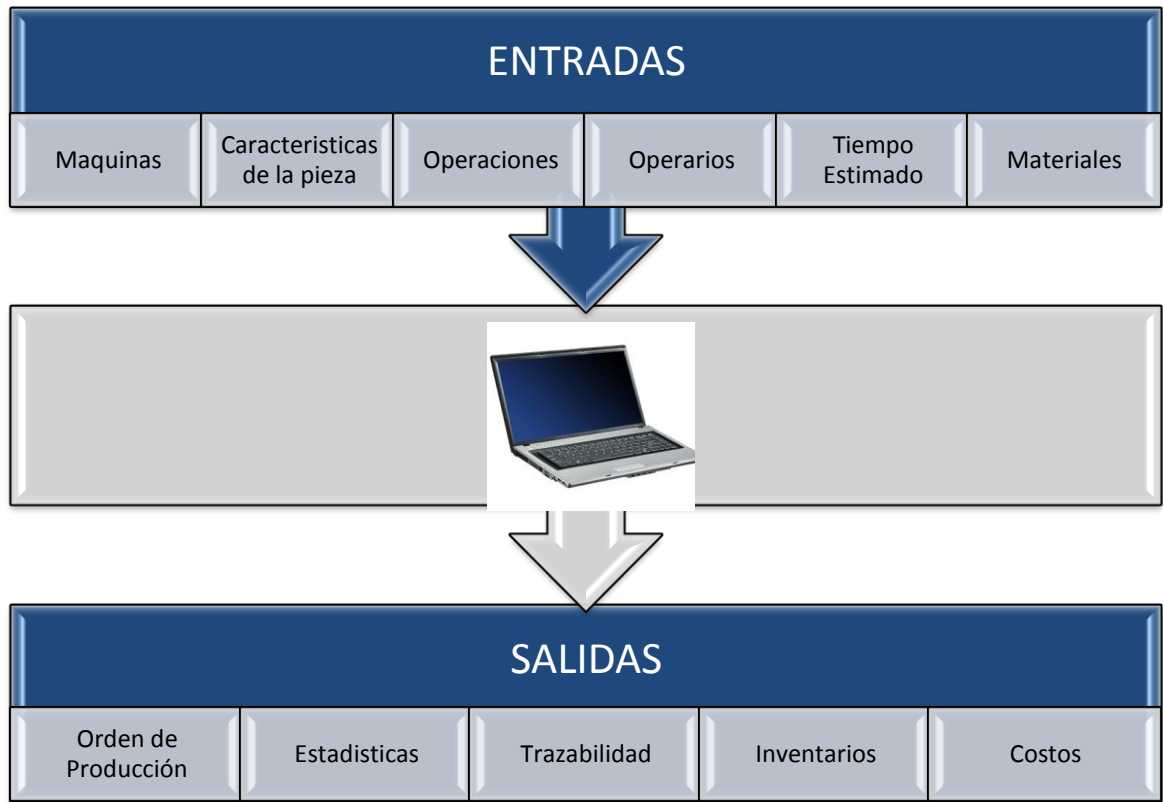 ENTRADAS
Maquinas
Caracteristicas
de la pieza
Operaciones
Operarios
Tiempo
Estimado
Materiales
SALIDAS
Orden de
Producción
Estadisticas
Trazabilidad
Inventarios
Costos